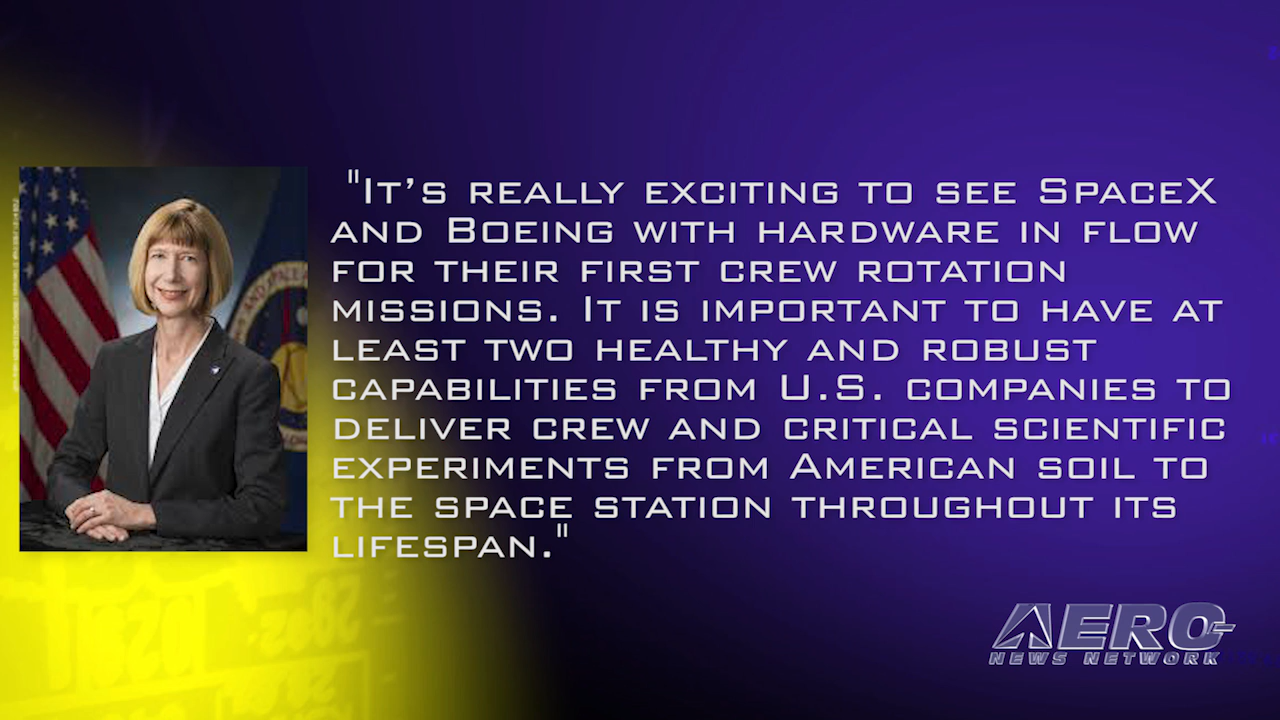 "It’s really exciting to see SpaceX
and Boeing with hardware in flow
for their first crew rotation
missions. It is important to have at
least two healthy and robust
capabilities from U.S. companies to
deliver crew and critical scientific
experiments from American soil to
the space station throughout its
lifespan."
AERO
NEWS NETWORK